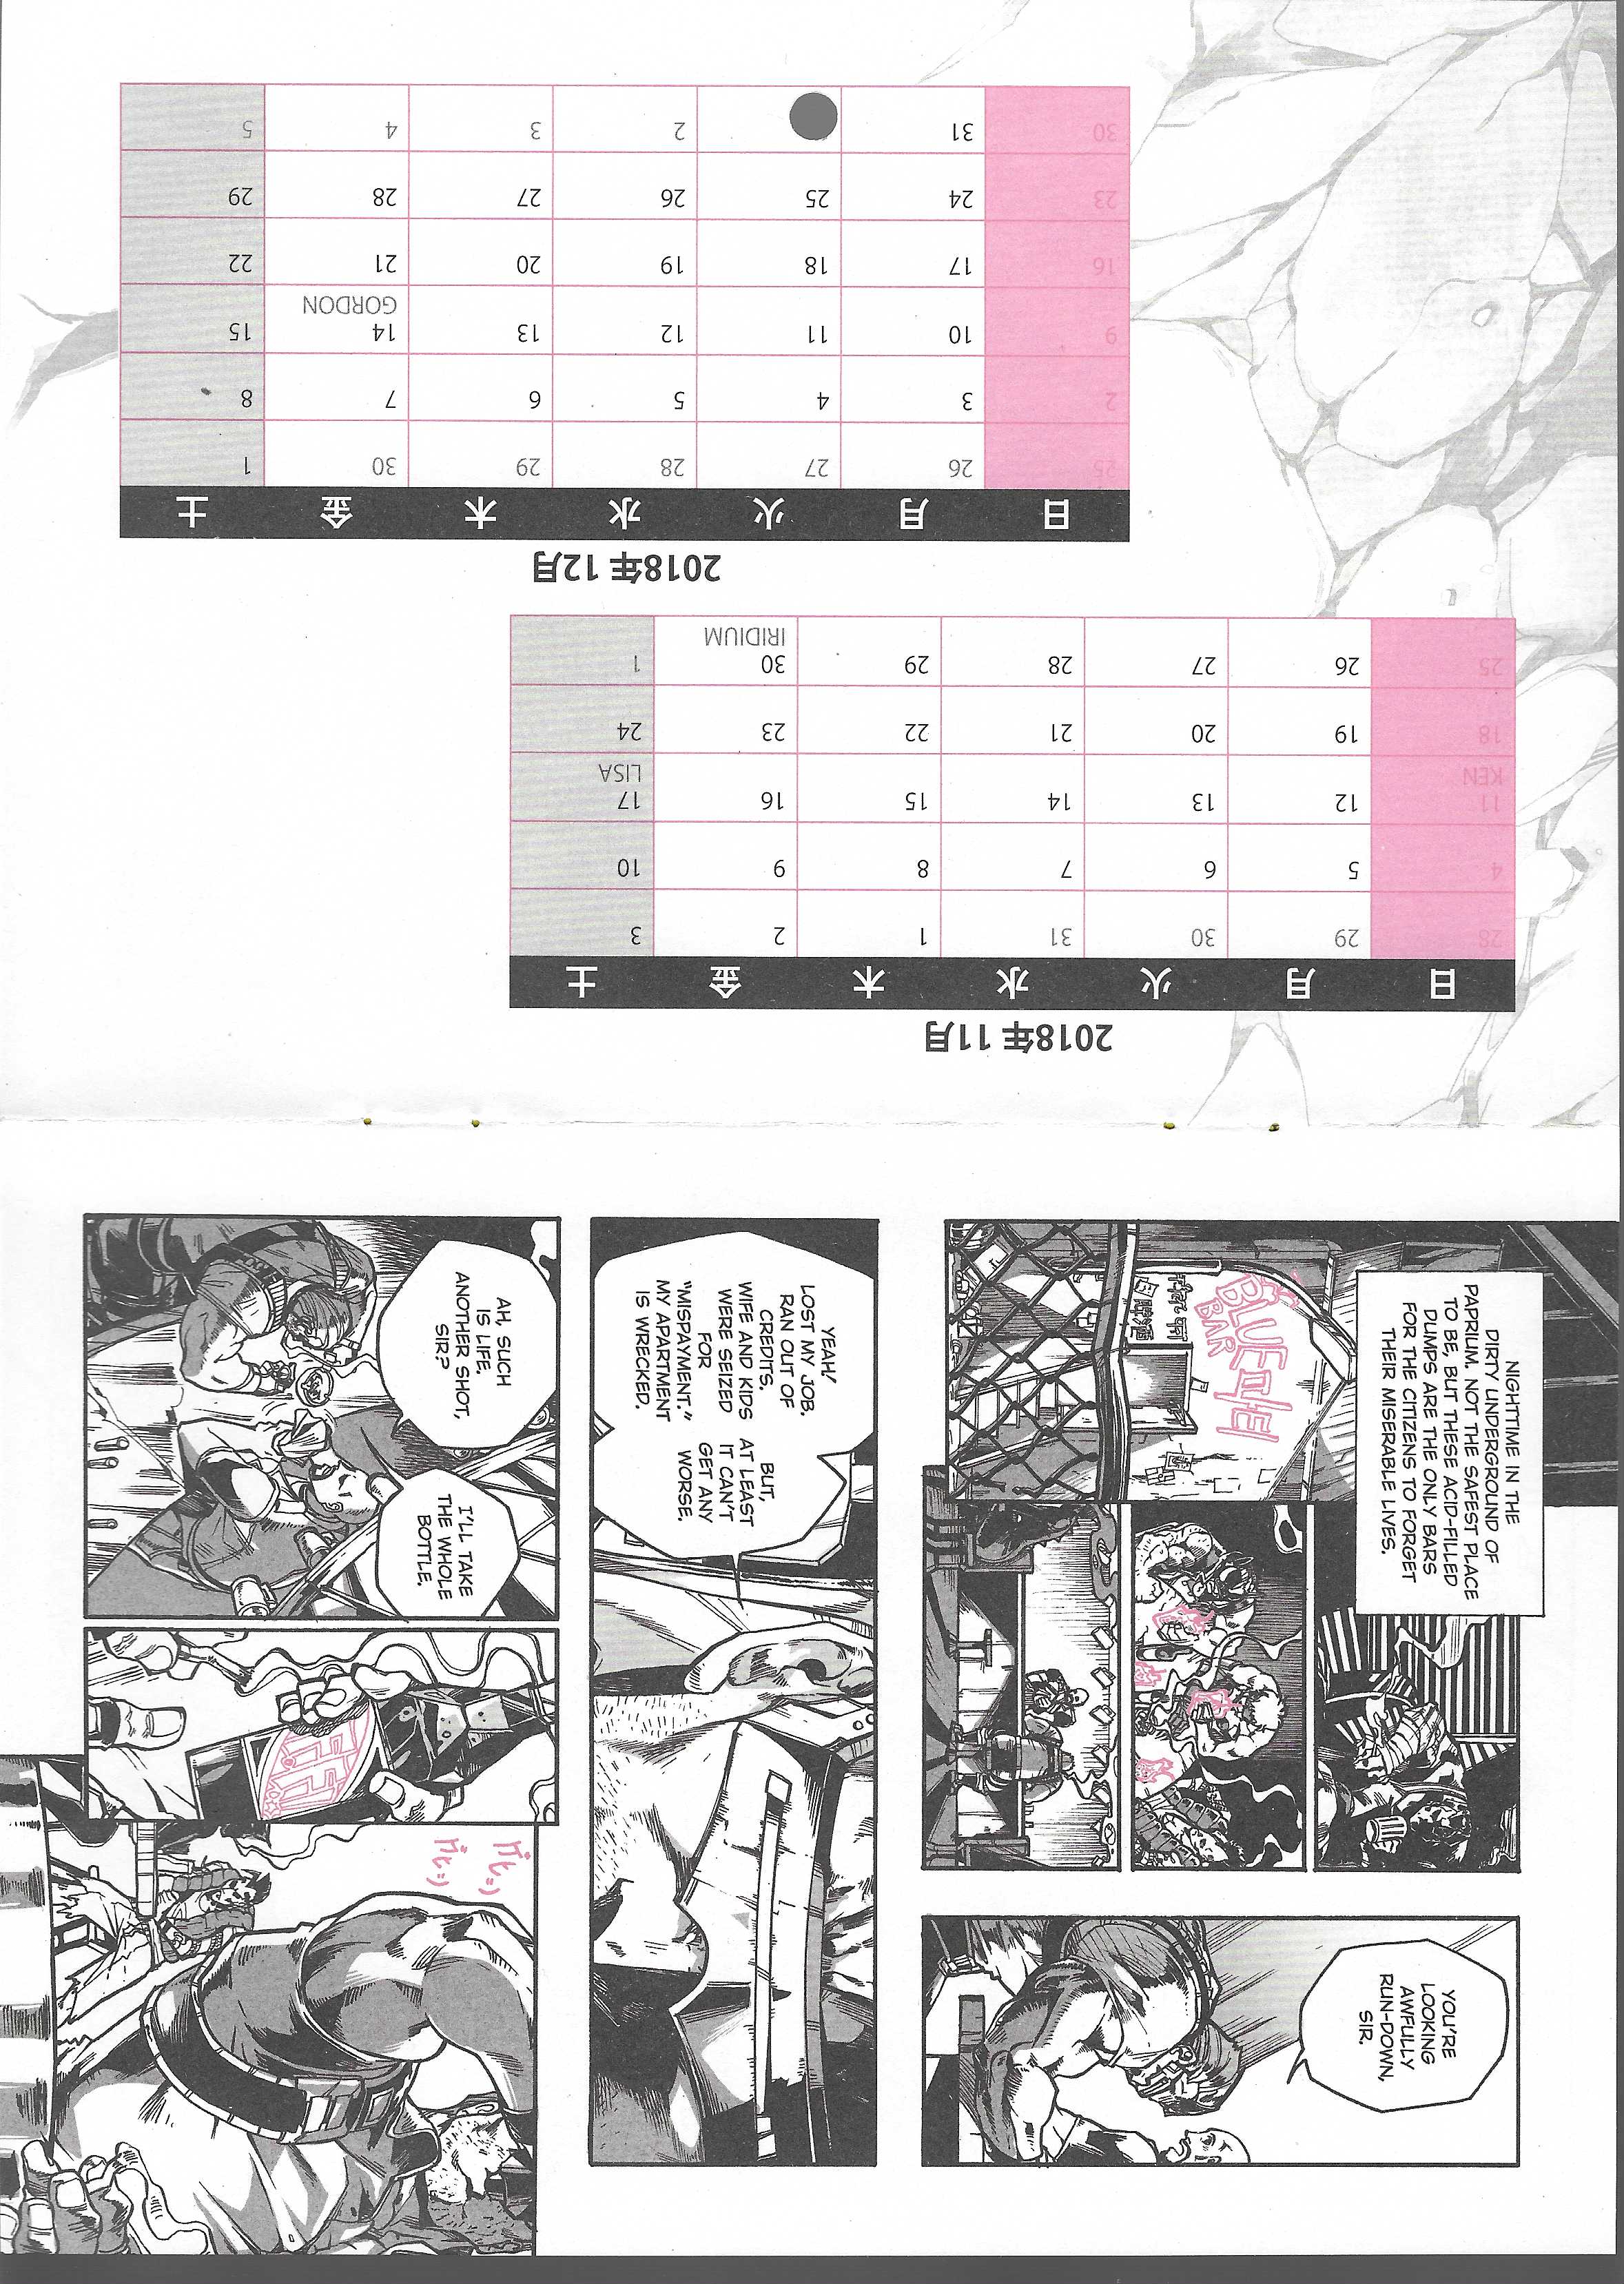 2018年11月
日 月 火 水 木 金 土
28 29 30 31 1 2 3
4 5 6 7 8 9 10
11 12 13 14 15 16 17
KEN LISA
18 19 20 21 22 23 24
25 26 27 28 29 30 1
IRIDIUM
2018年12月
日 月 火 水 木 金 土
25 26 27 28 29 30 1
2 3 4 5 6 7 8
9 10 11 12 13 14 15
GORDON
16 17 18 19 20 21 22
23 24 25 26 27 28 29
30 31 2 3 4 5
NIGHTTIME IN THE
DIRTY UNDERGROUND OF
PAPRIUM. NOT THE SAFEST PLACE
TO BE, BUT THESE ACID-FILLED
DUMPS ARE THE ONLY BARS
FOR THE CITIZENS TO FORGET
THEIR MISERABLE LIVES.
BLUE파티
BAR
YOU'RE
LOOKING
AWFULLY
RUN-DOWN,
SIR.
YEAH!
LOST MY JOB.
RAN OUT OF
CREDITS.
WIFE AND KIDS
WERE SEIZED
FOR
"MISPAYMENT."
MY APARTMENT
IS WRECKED.
BUT,
AT LEAST
IT CAN'T
GET ANY
WORSE.
AH, SUCH
IS LIFE.
ANOTHER SHOT,
SIR?
I'LL TAKE
THE WHOLE
BOTTLE.